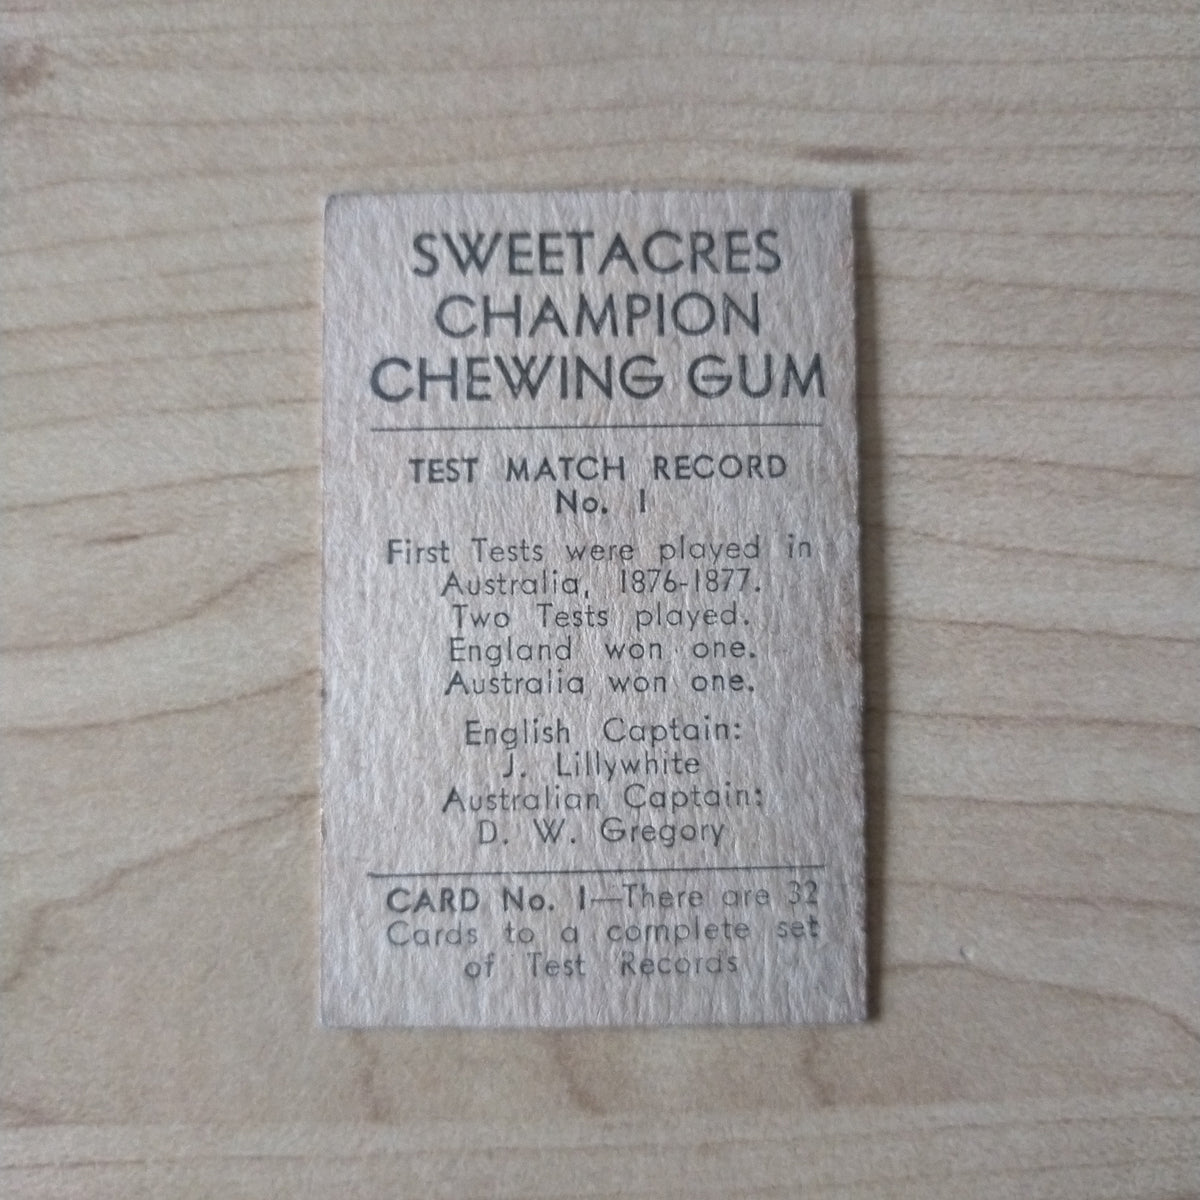 SWEETACRES
CHAMPION
CHEWING GUM
TEST MATCH RECORD
No. 1
First Tests were played in
Australia, 1876-1877.
Two Tests played.
England won one.
Australia won one.
English Captain:
J. Lillywhite
Australian Captain:
D. W. Gregory
CARD No. 1—There are 32
Cards to a complete set
of Test Records